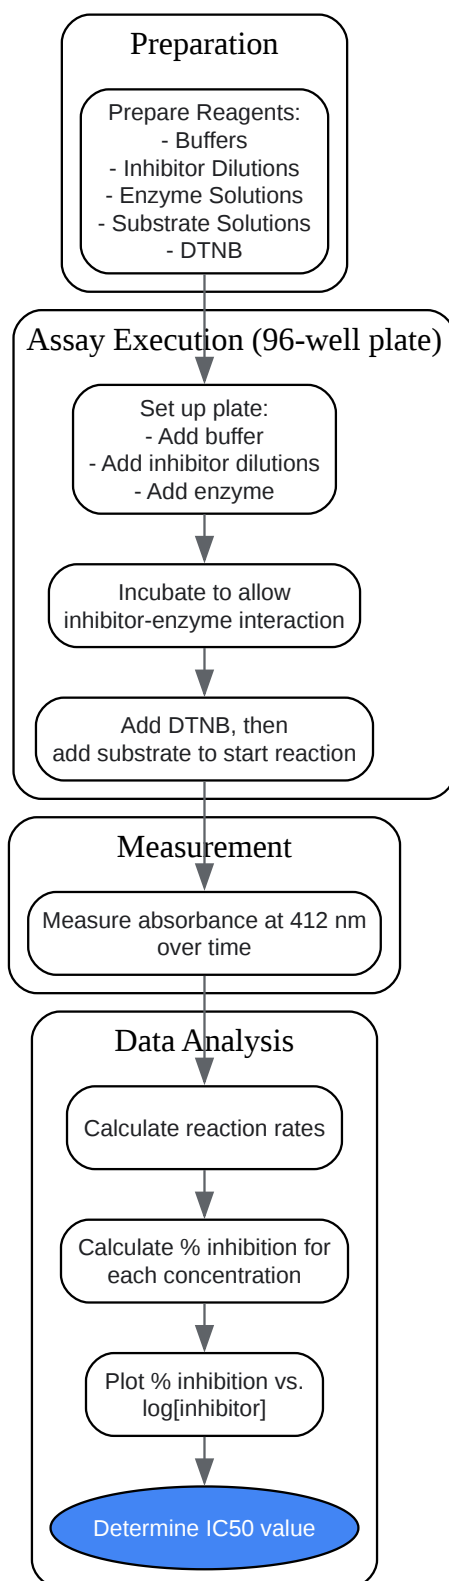 Preparation
Prepare Reagents:
- Buffers
- Inhibitor Dilutions
- Enzyme Solutions
- Substrate Solutions
- DTNB
Assay Execution (96-well plate)
Set up plate:
- Add buffer
- Add inhibitor dilutions
- Add enzyme
Incubate to allow
inhibitor-enzyme interaction
Add DTNB, then
add substrate to start reaction
Measurement
Measure absorbance at 412 nm
over time
Data Analysis
Calculate reaction rates
Calculate % inhibition for
each concentration
Plot % inhibition vs.
log[inhibitor]
Determine IC50 value